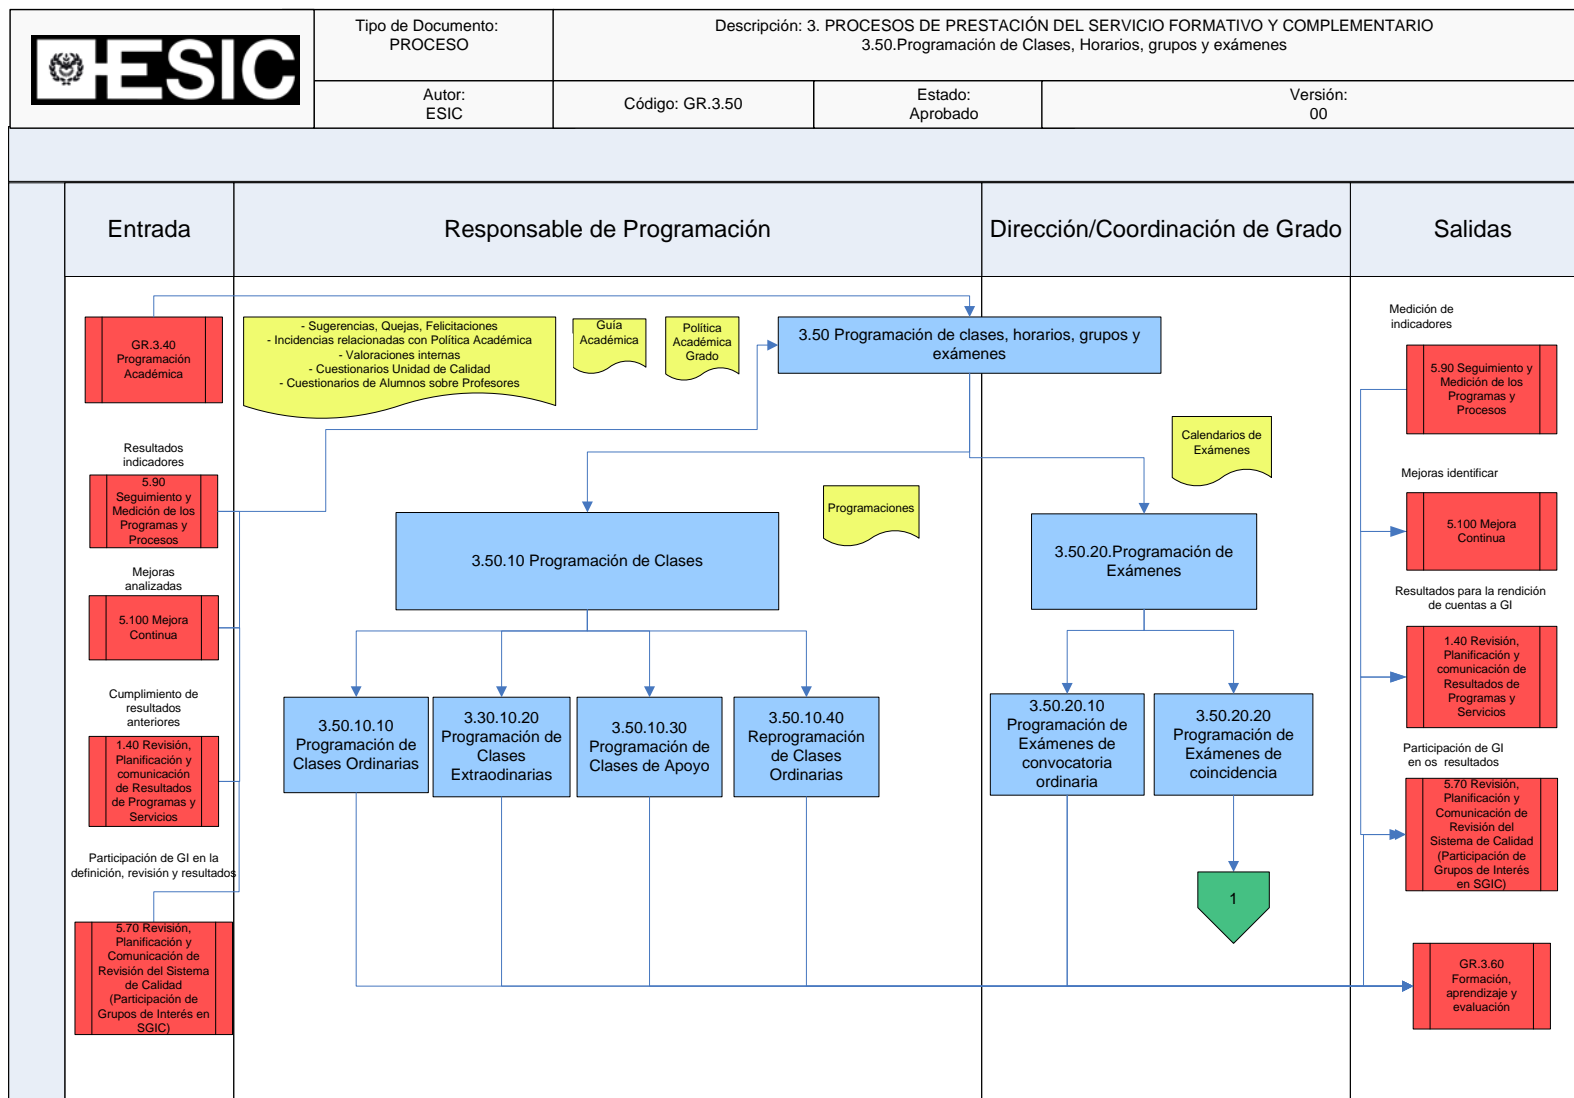 ESIC
Tipo de Documento:
PROCESO
Descripción: 3. PROCESOS DE PRESTACIÓN DEL SERVICIO FORMATIVO Y COMPLEMENTARIO
3.50.Programación de Clases, Horarios, grupos y exámenes
Autor:
ESIC
Código: GR.3.50
Estado:
Aprobado
Versión:
00
Entrada
Responsable de Programación
Dirección/Coordinación de Grado
Salidas
GR.3.40
Programación
Académica
Resultados
indicadores
5.90
Seguimiento y
Medición de los
Programas y
Procesos
Mejoras
analizadas
5.100 Mejora
Continua
Cumplimiento de
resultados
anteriores
1.40 Revisión,
Planificación y
comunicación
de Resultados
de Programas y
Servicios
Participación de GI en la
definición, revisión y resultados
5.70 Revisión,
Planificación y
Comunicación de
Revisión del Sistema
de Calidad
(Participación de
Grupos de Interés en
SGIC)
- Sugerencias, Quejas, Felicitaciones
- Incidencias relacionadas con Política Académica
- Valoraciones internas
- Cuestionarios Unidad de Calidad
- Cuestionarios de Alumnos sobre Profesores
Guía
Académica
Política
Académica
Grado
3.50 Programación de clases, horarios, grupos y
exámenes
Calendarios de
Exámenes
Programaciones
3.50.10 Programación de Clases
3.50.20.Programación de
Exámenes
3.50.10.10
Programación de
Clases Ordinarias
3.30.10.20
Programación de
Clases
Extraodinarias
3.50.10.30
Programación de
Clases de Apoyo
3.50.10.40
Reprogramación
de Clases
Ordinarias
3.50.20.10
Programación de
Exámenes de
convocatoria
ordinaria
3.50.20.20
Programación de
Exámenes de
coincidencia
1
Medición de
indicadores
5.90 Seguimiento y
Medición de los
Programas y
Procesos
Mejoras identificar
5.100 Mejora
Continua
Resultados para la rendición
de cuentas a GI
1.40 Revisión,
Planificación y
comunicación de
Resultados de
Programas y
Servicios
Participación de GI
en os resultados
5.70 Revisión,
Planificación y
Comunicación de
Revisión del
Sistema de Calidad
(Participación de
Grupos de Interés
en SGIC)
GR.3.60
Formación,
aprendizaje y
evaluación